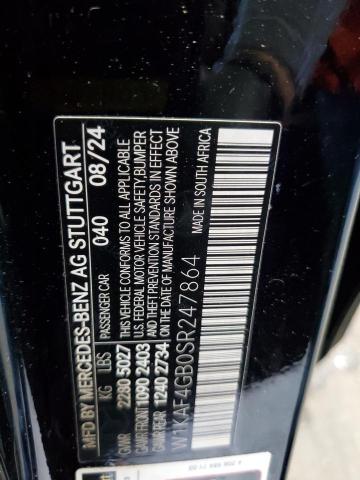 MFD BY MERCEDES-BENZ AG STUTTGART
PASSENGER CAR 040 08/24
KG LBS THIS VEHICLE CONFORMS TO ALL APPLICABLE
GVWR 2280 5027 U.S. FEDERAL MOTOR VEHICLE SAFETY, BUMPER
GAWR FRONT 1090 2403 AND THEFT PREVENTION STANDARDS IN EFFECT
GAWR REAR 1240 2734 ON THE DATE OF MANUFACTURE SHOWN ABOVE
MADE IN SOUTH AFRICA
W1KAF4GB0SR247864